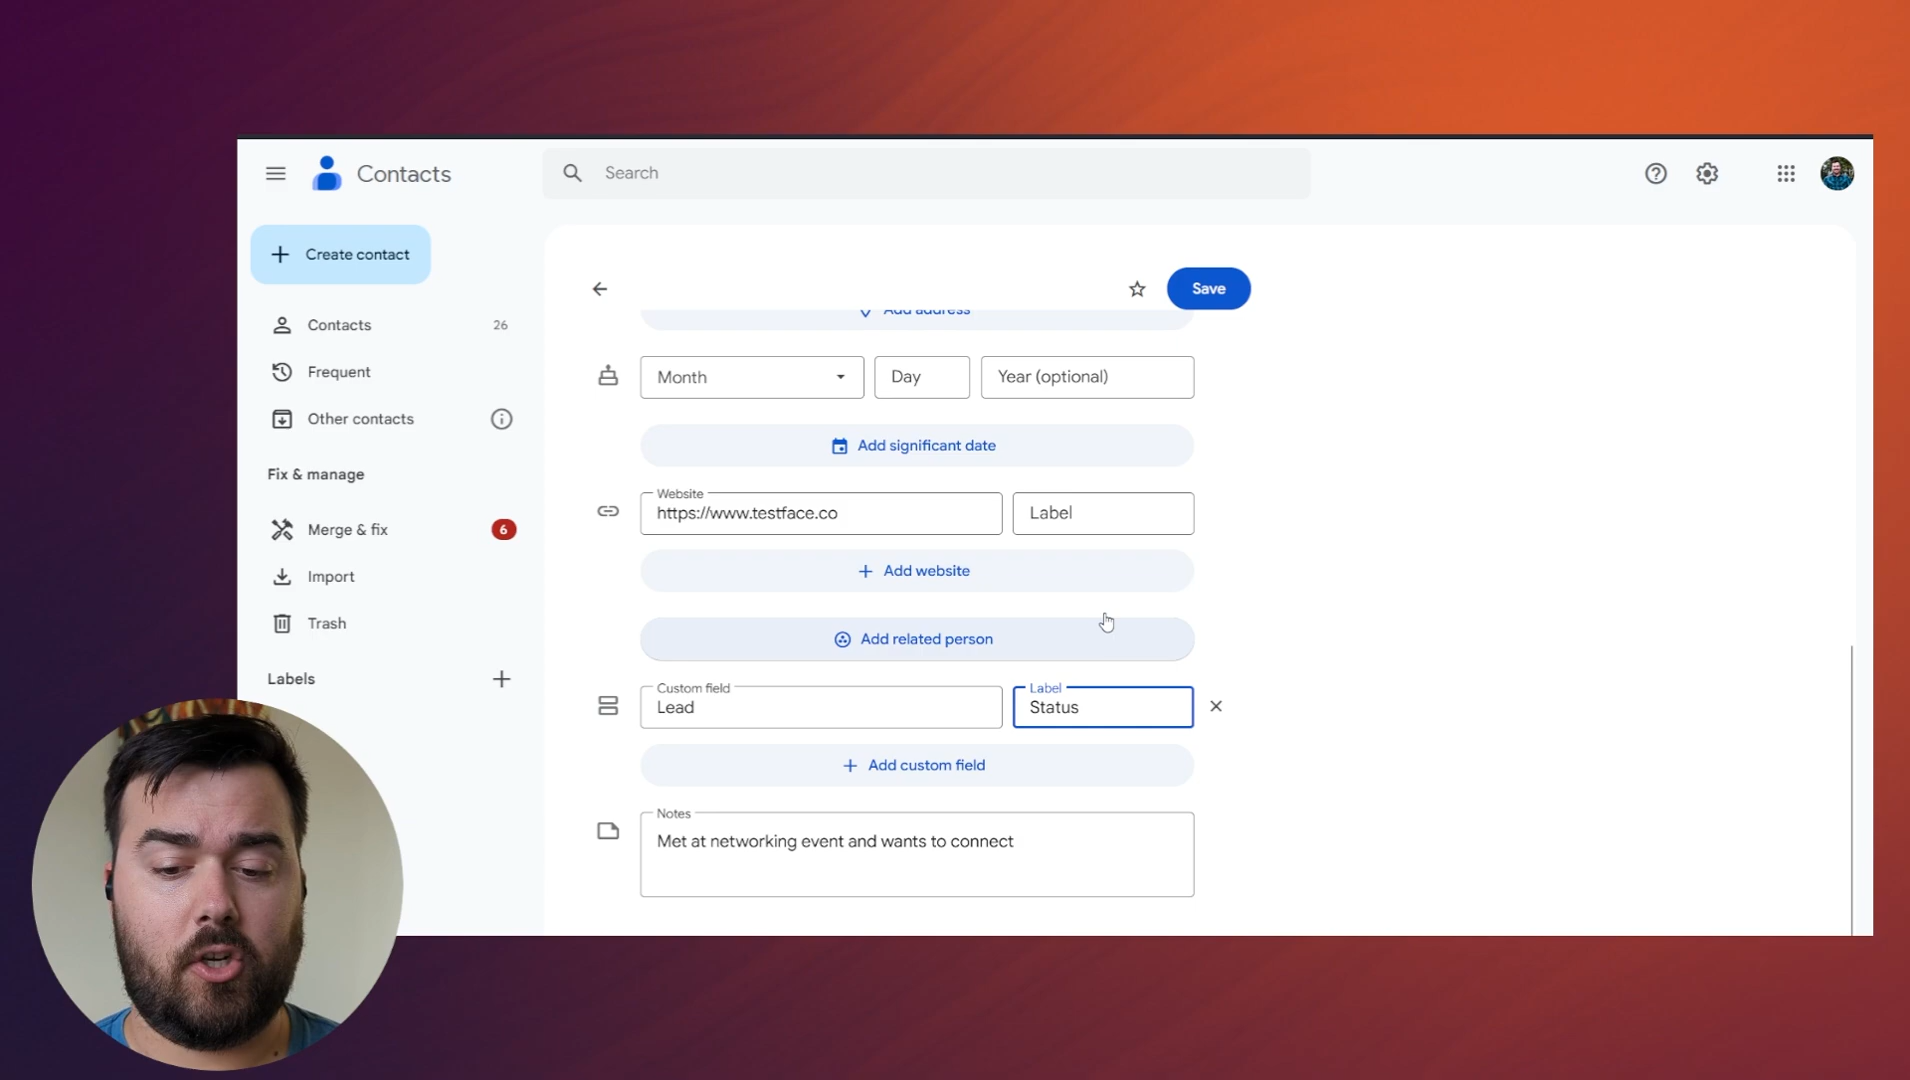 Contacts
Search
Create contact
Save
Add address
Contacts 26
Month Day Year (optional)
Frequent
Other contacts
Add significant date
Fix & manage
Website
https://www.testface.co Label
Merge & fix 6
Add website
Import
Trash
Add related person
Labels
Custom field Label
Lead Status
Add custom field
Notes
Met at networking event and wants to connect